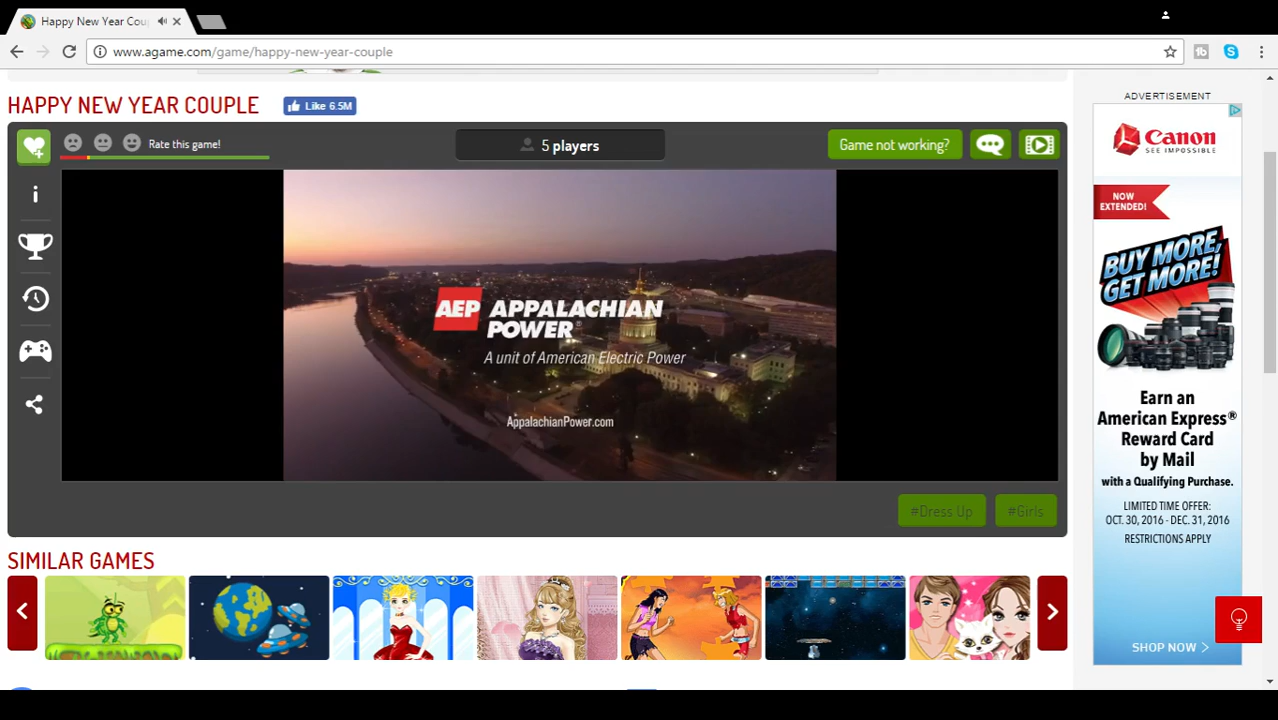 Happy New Year Cou
www.agame.com/game/happy-new-year-couple
HAPPY NEW YEAR COUPLE
Like 6.5M
Rate this game!
5 players
Game not working?
AEP APPALACHIAN
POWER®
A unit of American Electric Power
AppalachianPower.com
#Dress Up
#Girls
SIMILAR GAMES
ADVERTISEMENT
Canon
SEE IMPOSSIBLE
NOW
EXTENDED!
BUY MORE,
GET MORE!
Earn an
American Express®
Reward Card
by Mail
with a Qualifying Purchase.
LIMITED TIME OFFER:
OCT. 30, 2016 - DEC. 31, 2016
RESTRICTIONS APPLY
SHOP NOW >